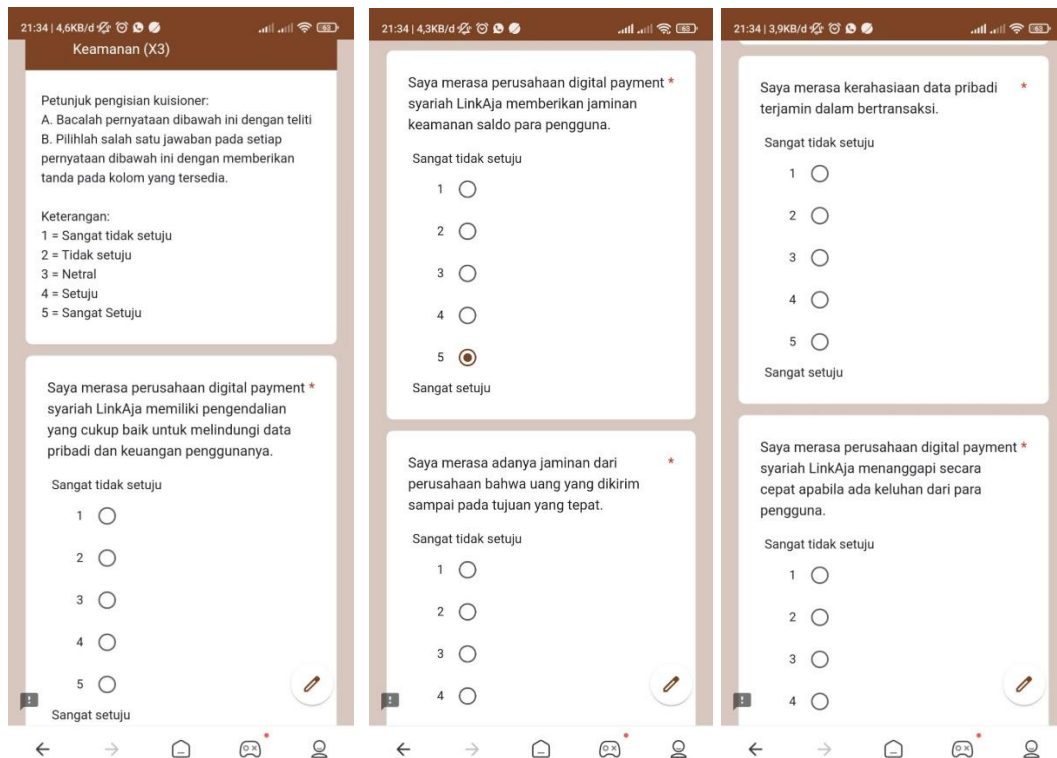 21:34 | 4,6KB/d
63
Keamanan (X3)
Petunjuk pengisian kuisioner:
A. Bacalah pernyataan dibawah ini dengan teliti
B. Pilihlah salah satu jawaban pada setiap
pernyataan dibawah ini dengan memberikan
tanda pada kolom yang tersedia.
Keterangan:
1 = Sangat tidak setuju
2 = Tidak setuju
3 = Netral
4 = Setuju
5 = Sangat Setuju
Saya merasa perusahaan digital payment *
syariah LinkAja memiliki pengendalian
yang cukup baik untuk melindungi data
pribadi dan keuangan penggunanya.
Sangat tidak setuju
1
2
3
4
5
Sangat setuju
21:34 | 4,3KB/d
63
Saya merasa perusahaan digital payment *
syariah LinkAja memberikan jaminan
keamanan saldo para pengguna.
Sangat tidak setuju
1
2
3
4
5
Sangat setuju
Saya merasa adanya jaminan dari *
perusahaan bahwa uang yang dikirim
sampai pada tujuan yang tepat.
Sangat tidak setuju
1
2
3
4
21:34 | 3,9KB/d
63
Saya merasa kerahasiaan data pribadi *
terjamin dalam bertransaksi.
Sangat tidak setuju
1
2
3
4
5
Sangat setuju
Saya merasa perusahaan digital payment *
syariah LinkAja menanggapi secara
cepat apabila ada keluhan dari para
pengguna.
Sangat tidak setuju
1
2
3
4